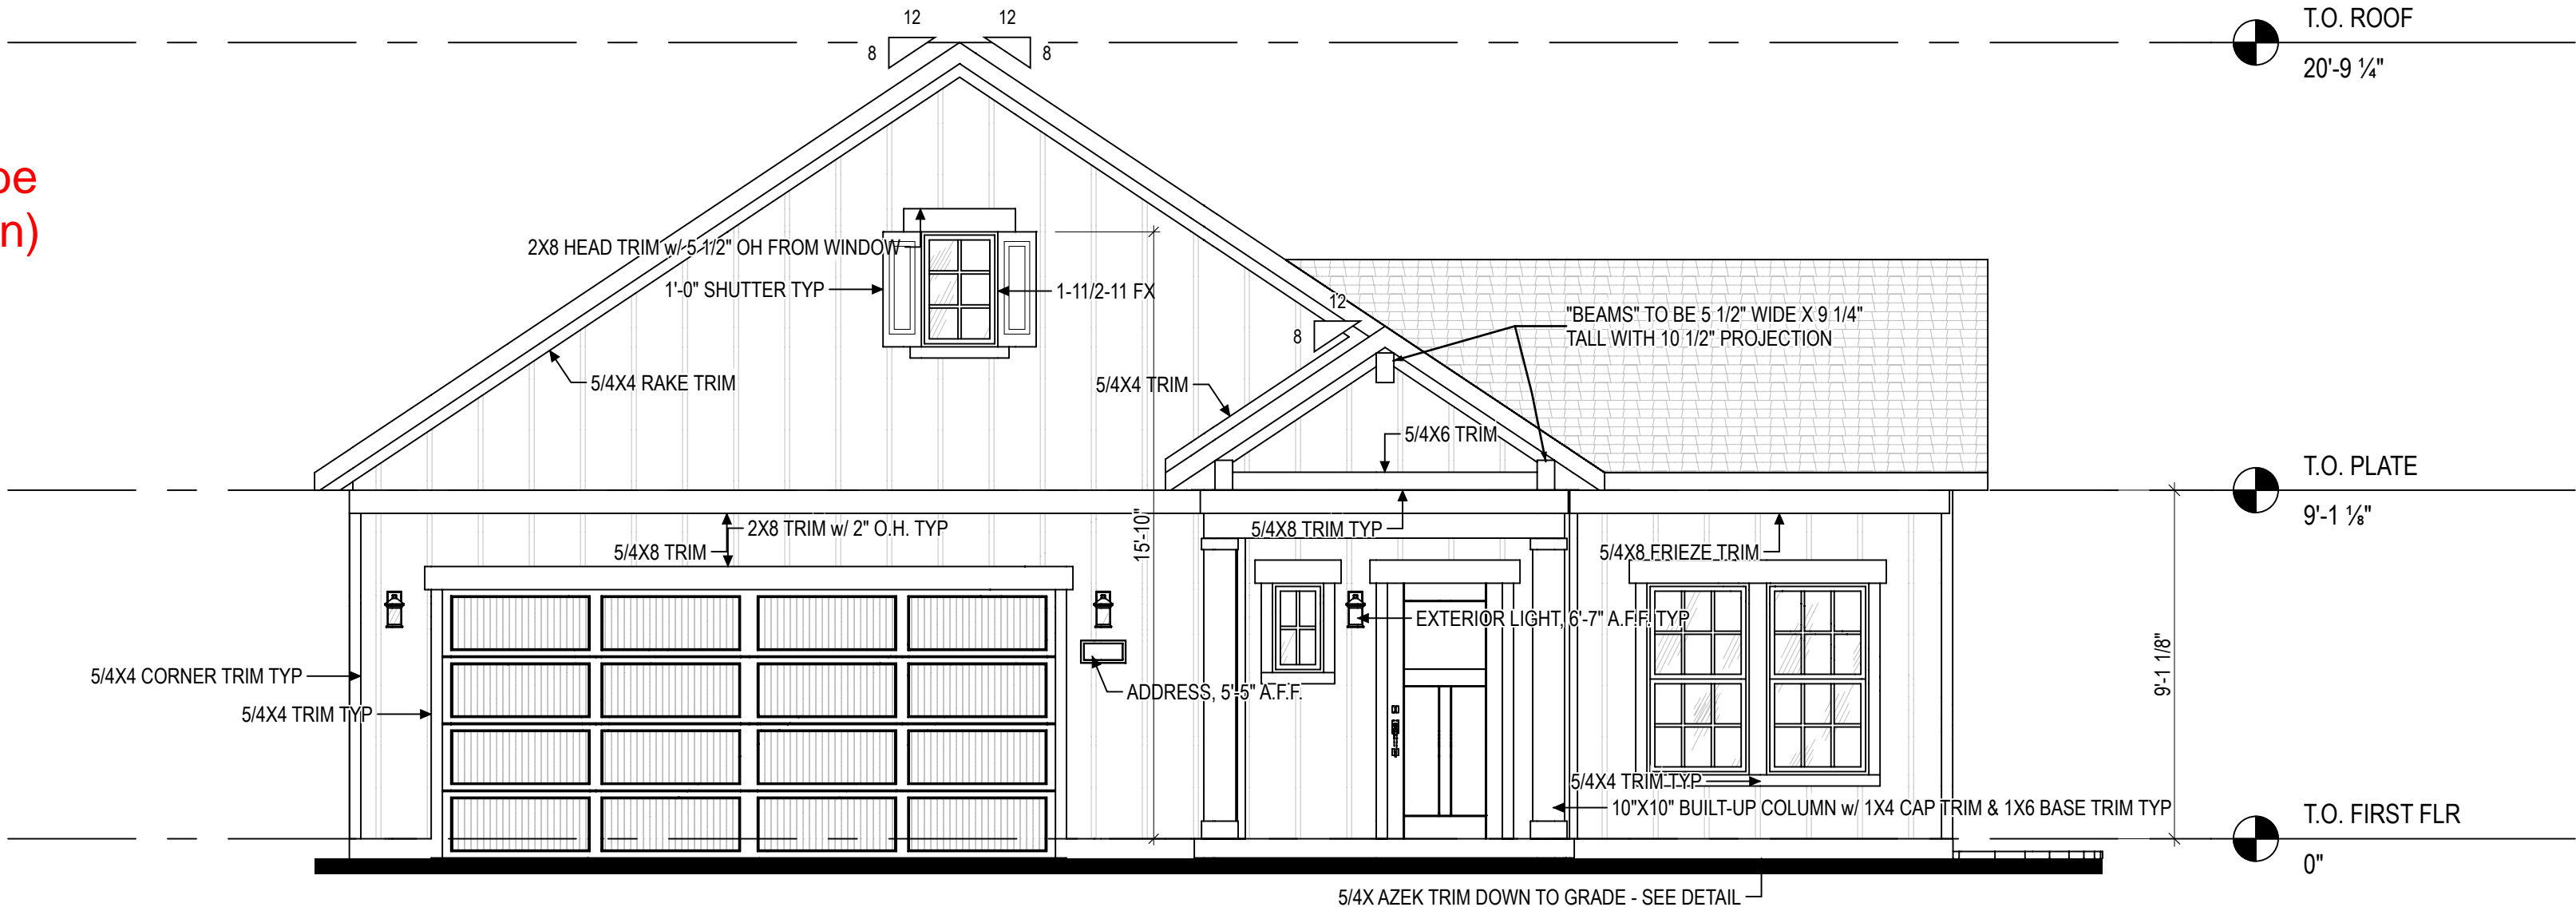 12
12
T.O. ROOF
8
8
20'-9 ¼"
be
n)
2X8 HEAD TRIM w/ 5 1/2" OH FROM WINDOW
1'-0" SHUTTER TYP
1-11/2-11 FX
12
"BEAMS" TO BE 5 1/2" WIDE X 9 1/4"
TALL WITH 10 1/2" PROJECTION
8
5/4X4 RAKE TRIM
5/4X4 TRIM
5/4X6 TRIM
T.O. PLATE
9'-1 ⅛"
15'-10"
2X8 TRIM w/ 2" O.H. TYP
5/4X8 TRIM TYP
5/4X8 TRIM
5/4X8 FRIEZE TRIM
EXTERIOR LIGHT, 6'-7" A.F.F. TYP
9'-1 1/8"
5/4X4 CORNER TRIM TYP
ADDRESS, 5'-5" A.F.F.
5/4X4 TRIM TYP
5/4X4 TRIM TYP
10"X10" BUILT-UP COLUMN w/ 1X4 CAP TRIM & 1X6 BASE TRIM TYP
T.O. FIRST FLR
0"
5/4X AZEK TRIM DOWN TO GRADE - SEE DETAIL